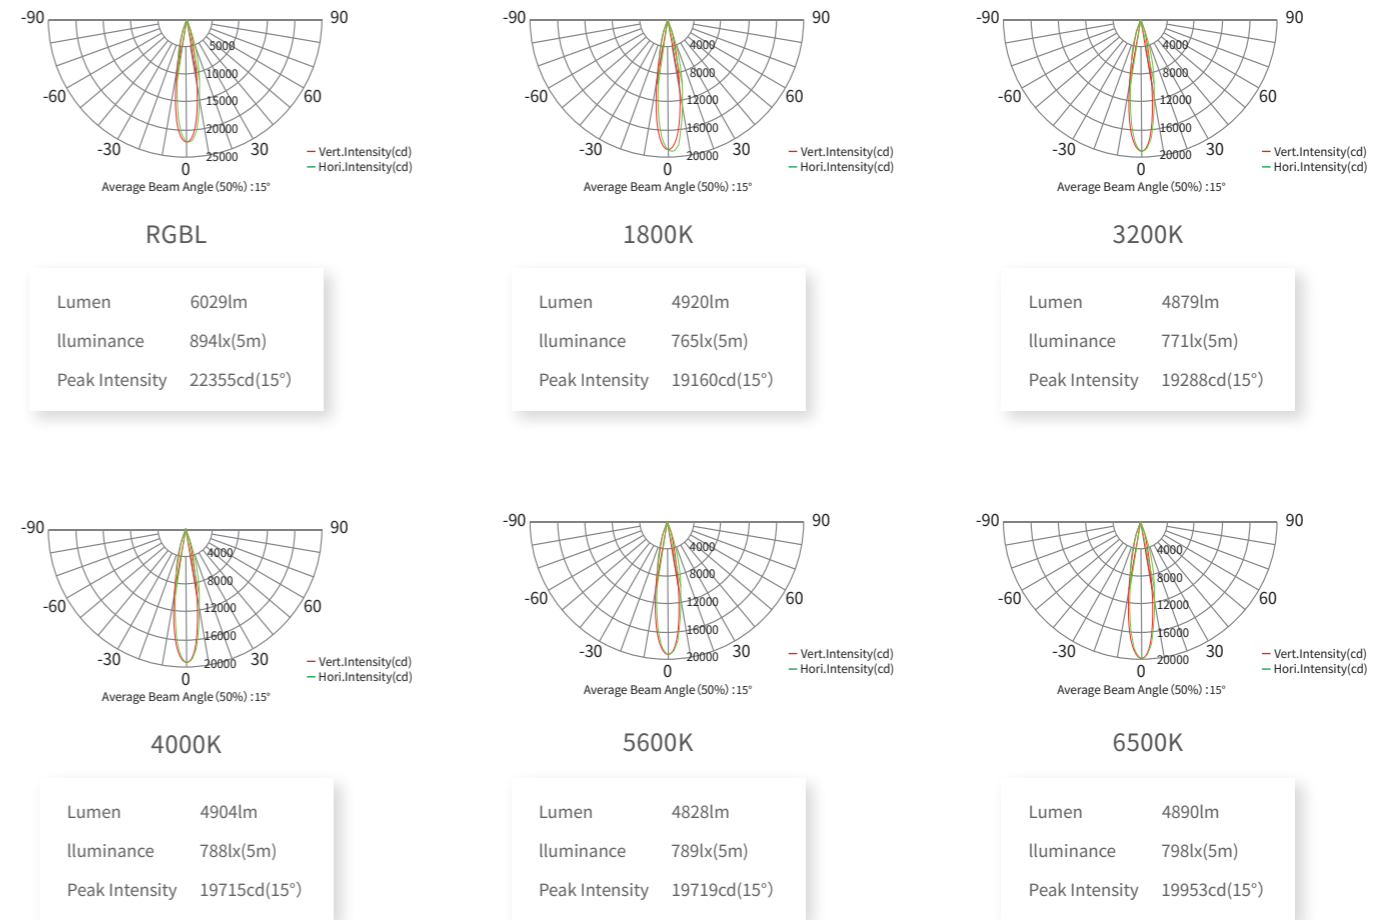 -90 90
5000
10000
-60 60
15000
20000
-30 30
25000
0
Vert.Intensity(cd)
Hori.Intensity(cd)
Average Beam Angle (50%) :15°
RGBL
Lumen 6029lm
lluminance 894lx(5m)
Peak Intensity 22355cd(15°)
-90 90
4000
8000
-60 60
12000
16000
-30 30
20000
0
Vert.Intensity(cd)
Hori.Intensity(cd)
Average Beam Angle (50%) :15°
1800K
Lumen 4920lm
lluminance 765lx(5m)
Peak Intensity 19160cd(15°)
-90 90
4000
8000
-60 60
12000
16000
-30 30
20000
0
Vert.Intensity(cd)
Hori.Intensity(cd)
Average Beam Angle (50%) :15°
3200K
Lumen 4879lm
lluminance 771lx(5m)
Peak Intensity 19288cd(15°)
-90 90
4000
8000
-60 60
12000
16000
-30 30
20000
0
Vert.Intensity(cd)
Hori.Intensity(cd)
Average Beam Angle (50%) :15°
4000K
Lumen 4904lm
lluminance 788lx(5m)
Peak Intensity 19715cd(15°)
-90 90
4000
8000
-60 60
12000
16000
-30 30
20000
0
Vert.Intensity(cd)
Hori.Intensity(cd)
Average Beam Angle (50%) :15°
5600K
Lumen 4828lm
lluminance 789lx(5m)
Peak Intensity 19719cd(15°)
-90 90
4000
8000
-60 60
12000
16000
-30 30
20000
0
Vert.Intensity(cd)
Hori.Intensity(cd)
Average Beam Angle (50%) :15°
6500K
Lumen 4890lm
lluminance 798lx(5m)
Peak Intensity 19953cd(15°)